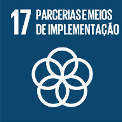 17 PARCERIAS E MEIOS
DE IMPLEMENTAÇÃO